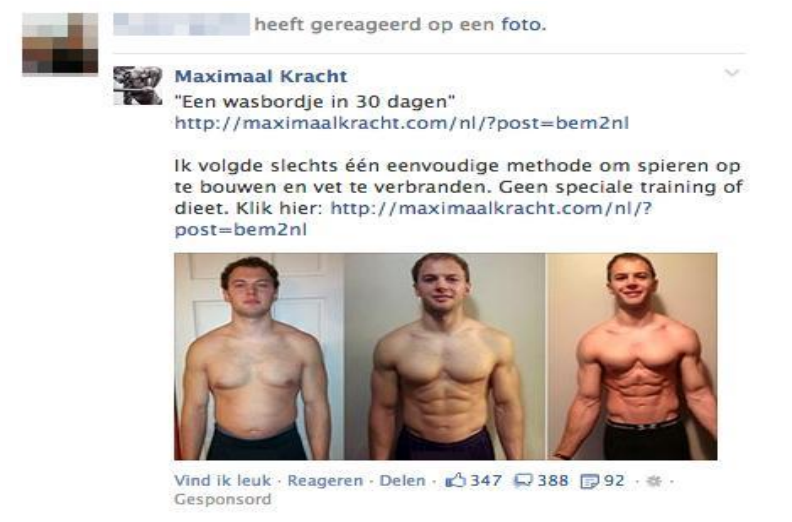 heeft gereageerd op een foto.
Maximaal Kracht
"Een wasbordje in 30 dagen"
http://maximaalkracht.com/nl/?post=bem2nl
Ik volgde slechts één eenvoudige methode om spieren op
te bouwen en vet te verbranden. Geen speciale training of
dieet. Klik hier: http://maximaalkracht.com/nl/?
post=bem2nl
Vind ik leuk · Reageren · Delen · 347 388 92 · ·
Gesponsord